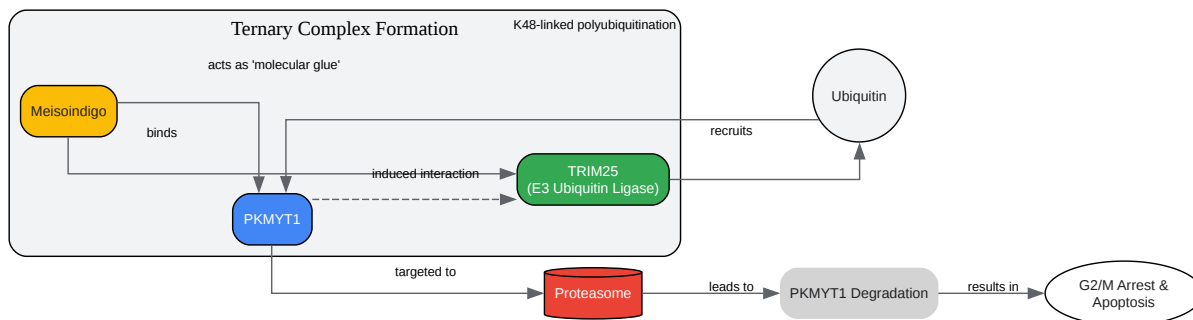 Ternary Complex Formation
K48-linked polyubiquitination
acts as 'molecular glue'
Meisoindigo
binds
Ubiquitin
recruits
induced interaction
TRIM25
(E3 Ubiquitin Ligase)
PKMYT1
targeted to
Proteasome
leads to
PKMYT1 Degradation
results in
G2/M Arrest &
Apoptosis